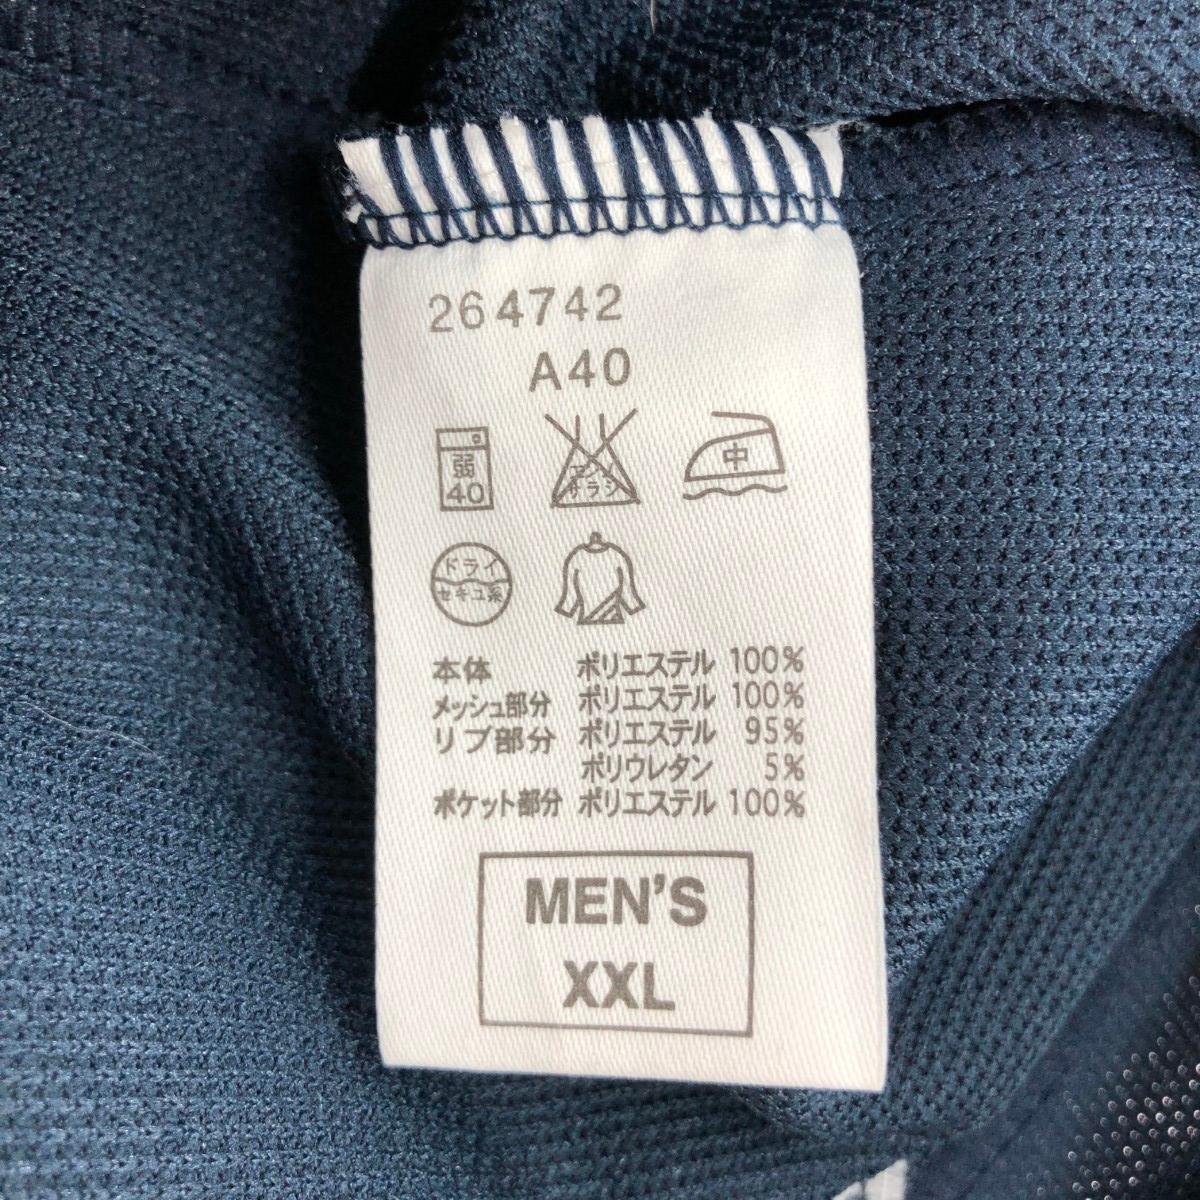 264742
A40
弱 エンソ 中
40 サラシ
ドライ
セキユ系
本体 ポリエステル 100%
メッシュ部分 ポリエステル 100%
リブ部分 ポリエステル 95%
ポリウレタン 5%
ポケット部分 ポリエステル 100%
MEN'S
XXL